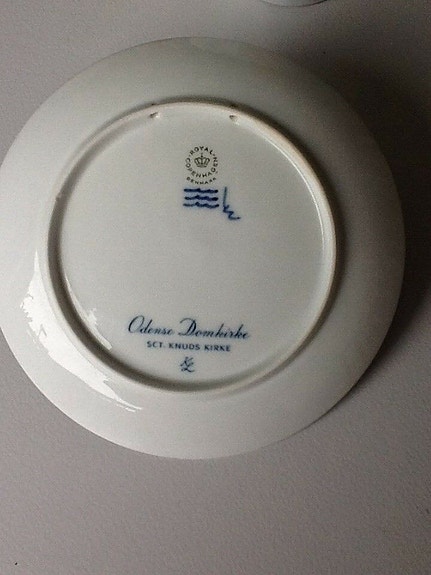 ROYAL COPENHAGEN
DENMARK
Odense Domkirke
SCT. KNUDS KIRKE